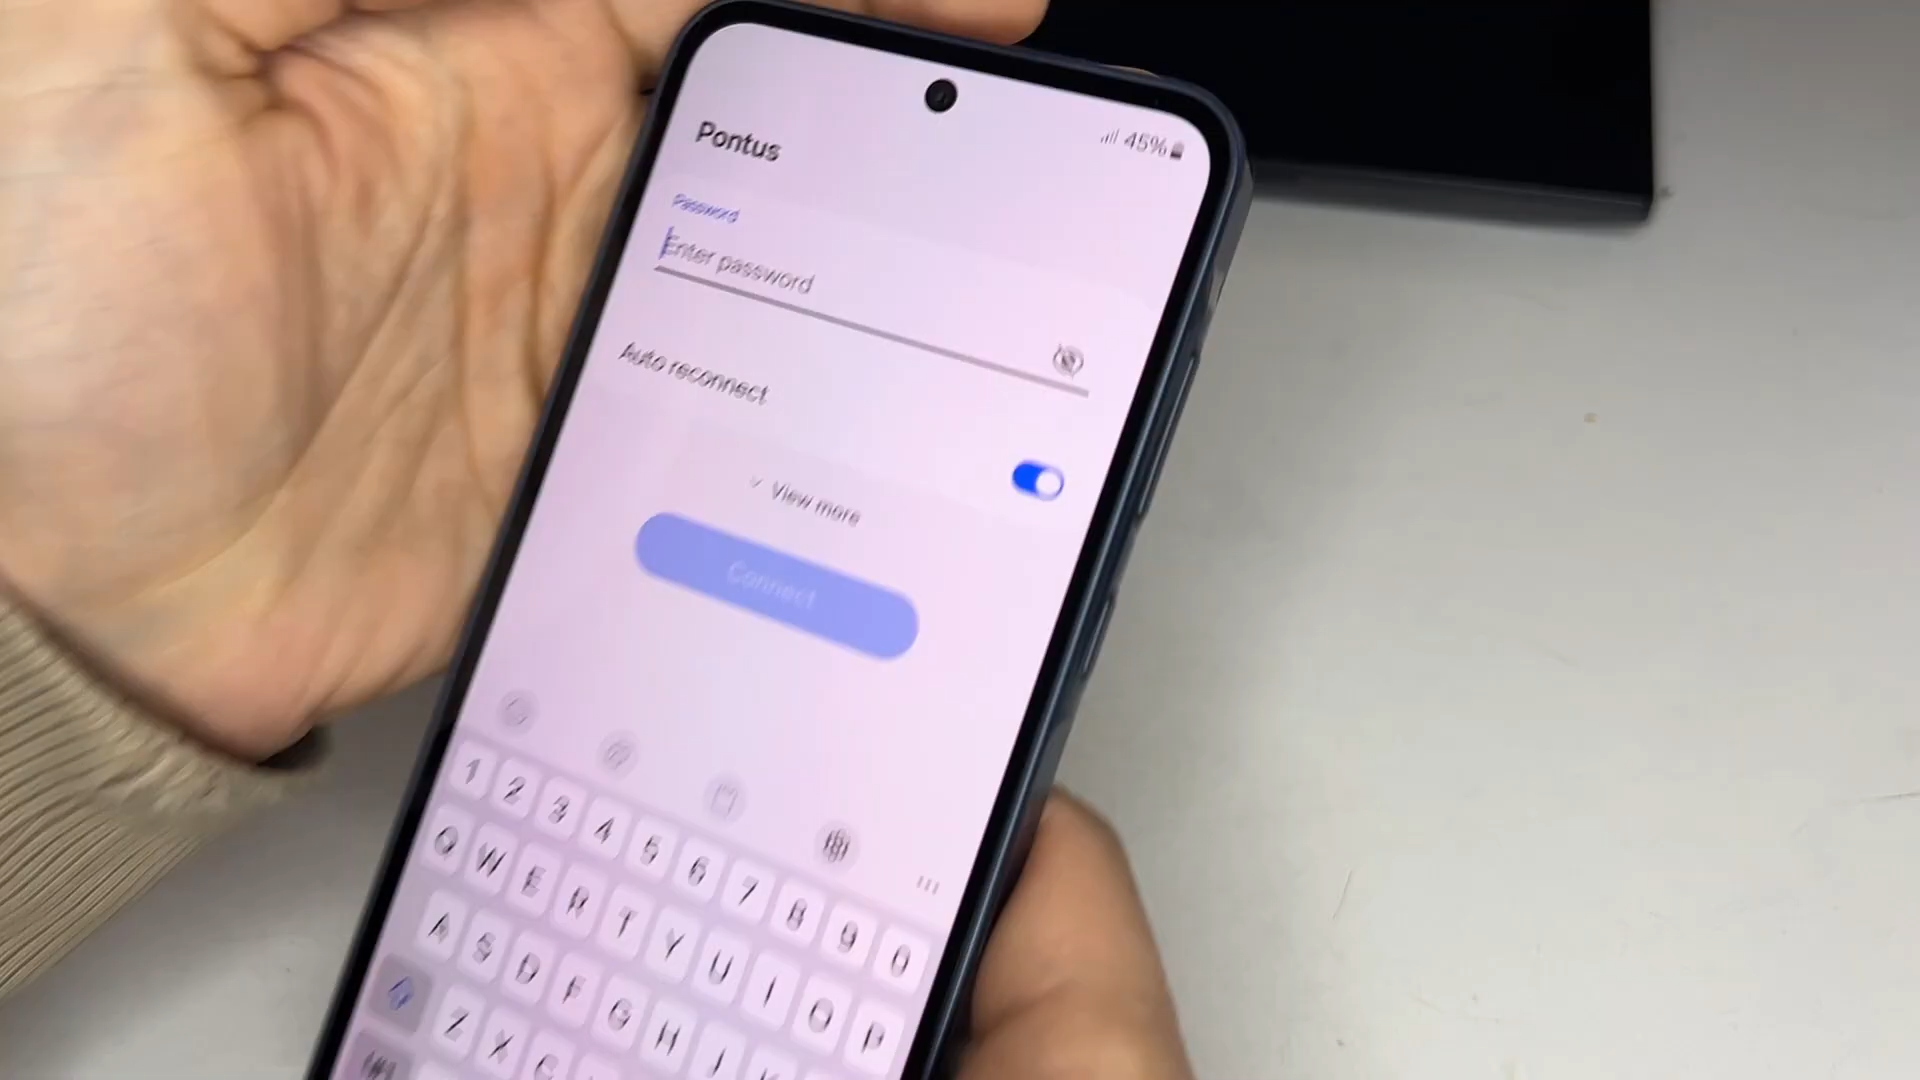 45%
Pontus
Password
Enter password
Auto reconnect
View more
Connect
1 2 3 4 5 6 7 8 9 0
Q W E R T Y U I O P
A S D F G H J K
Z X C